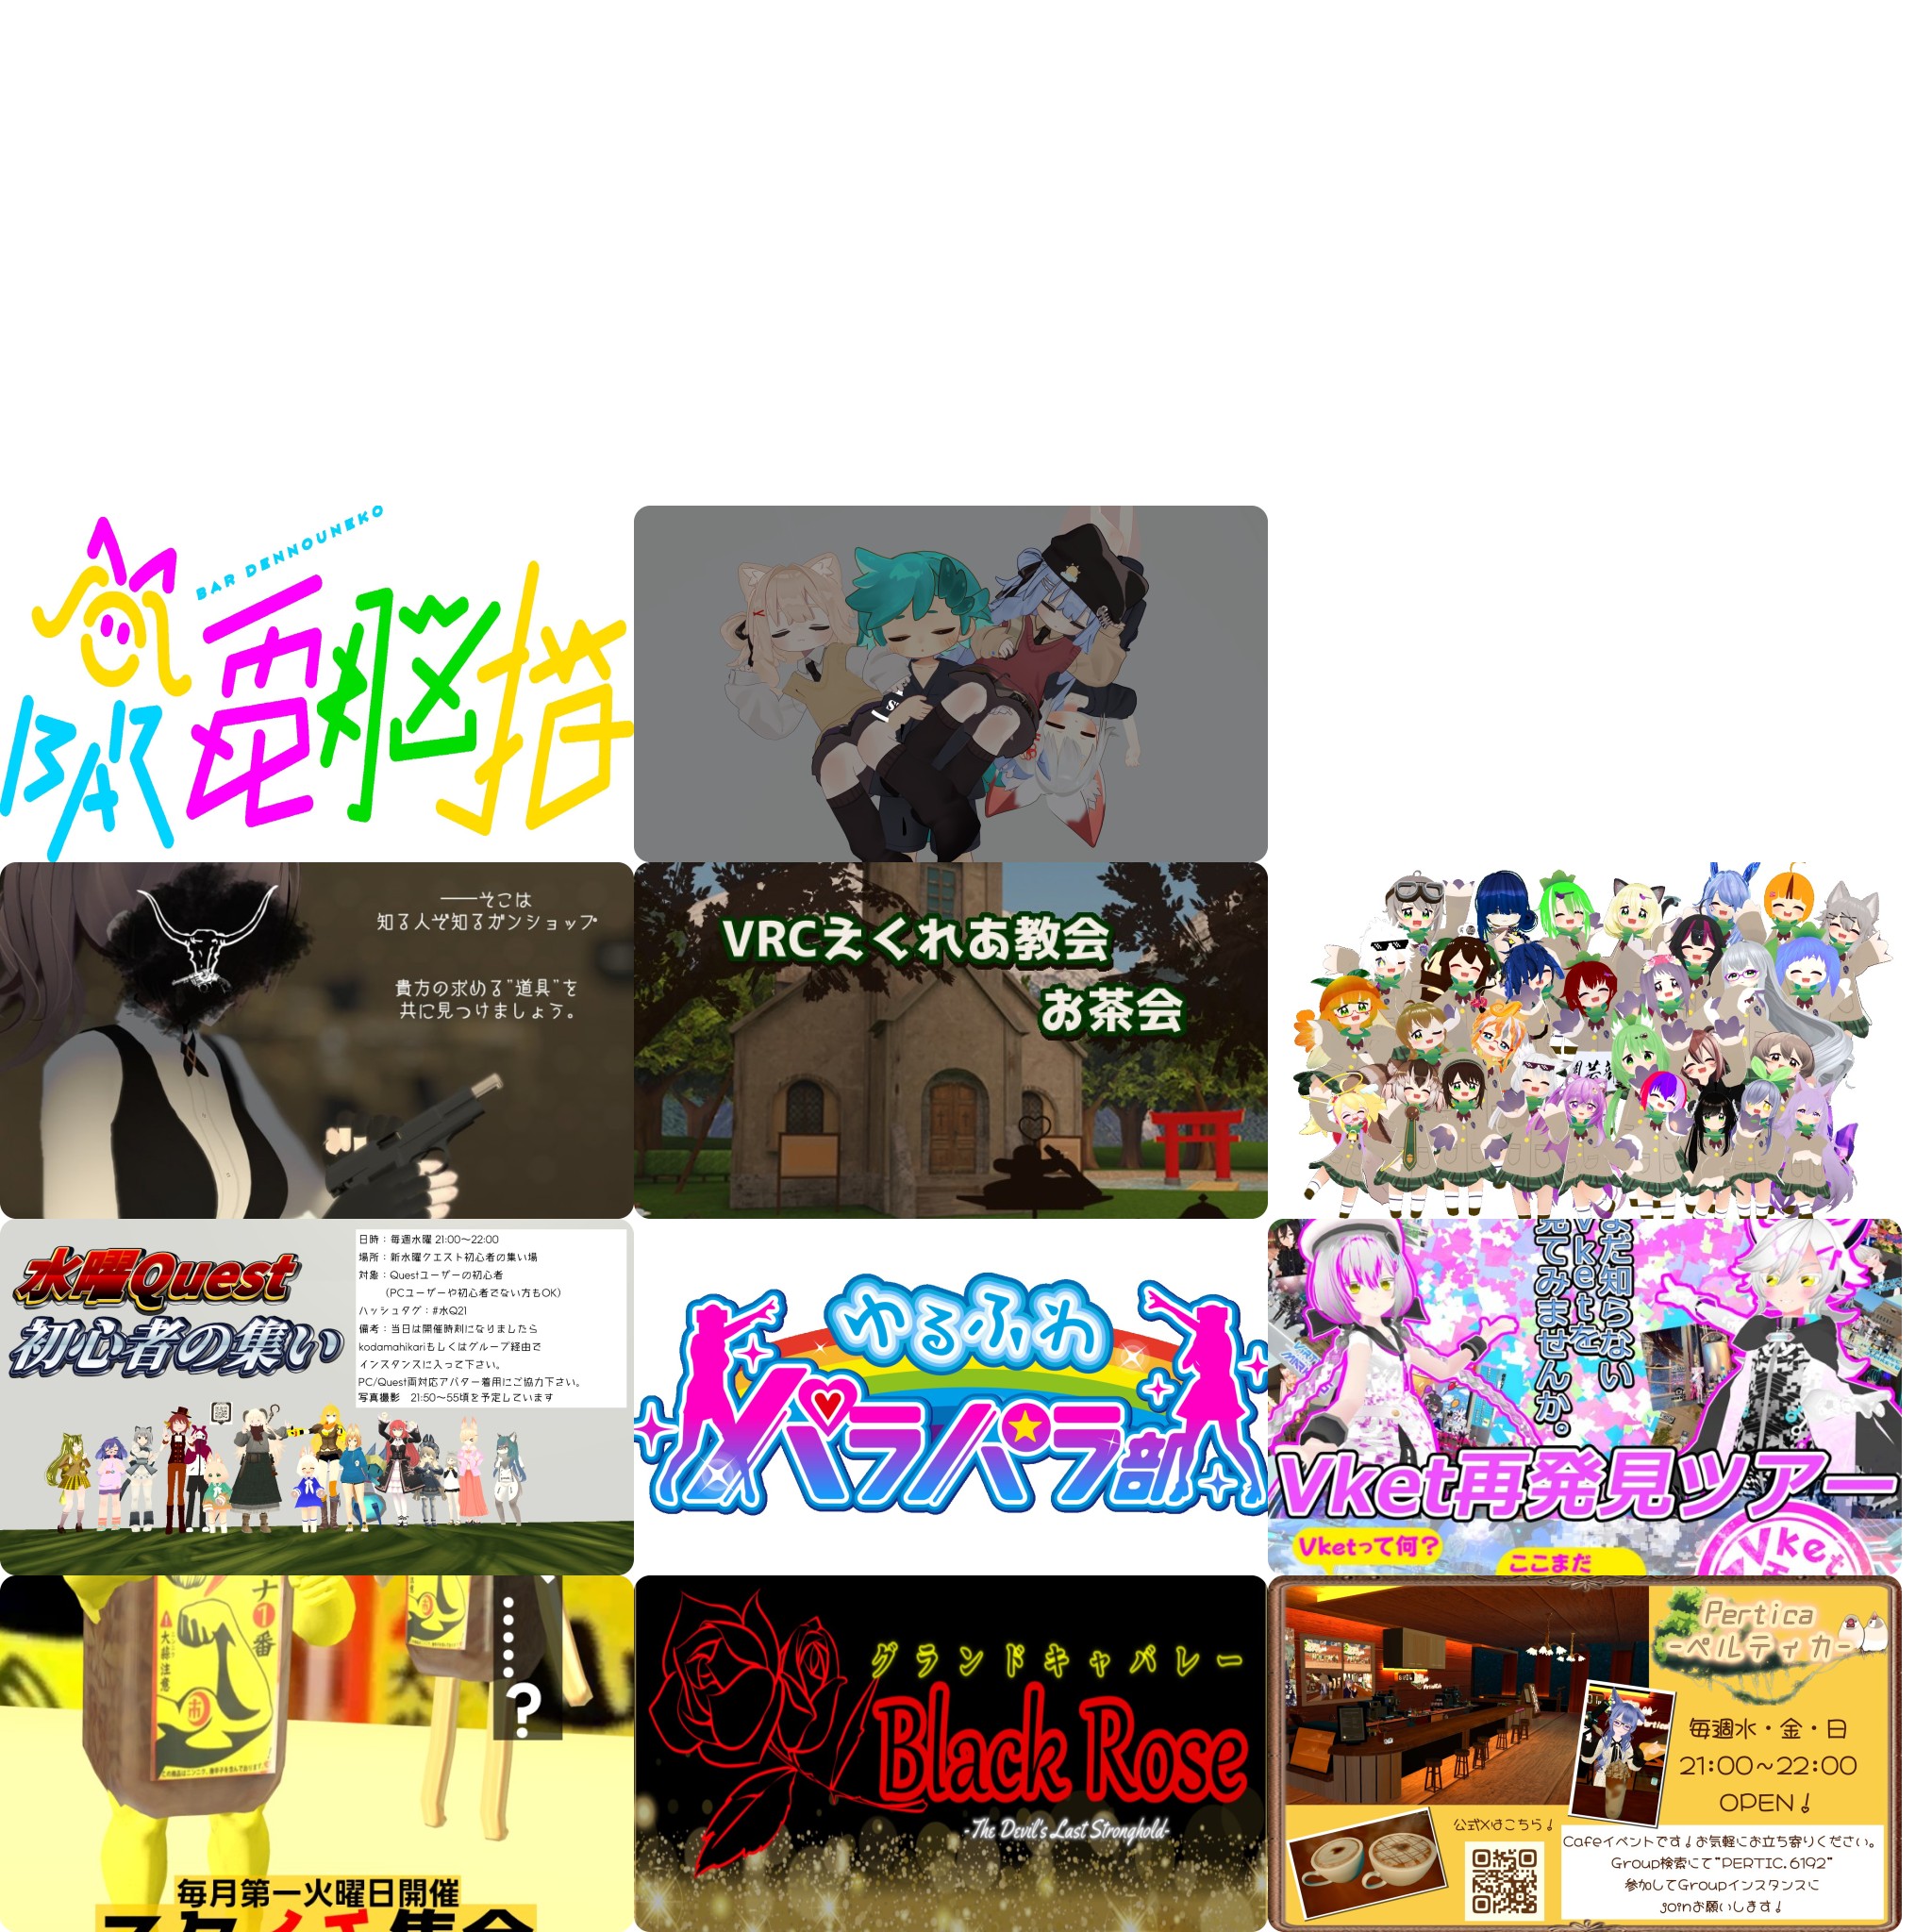 BAR DENNOUNEKO
BAR 電脳猫
――そこは
知る人ぞ知るガンショップ
貴方の求める"道具"を
共に見つけましょう。
VRCえくれあ教会
お茶会
水曜Quest
初心者の集い
日時：毎週水曜 21:00～22:00
場所：新水曜クエスト初心者の集い場
対象：Questユーザーの初心者
（PCユーザーや初心者でない方もOK）
ハッシュタグ：#水Q21
備考：当日は開催時刻になりましたら
kodamahikariもしくはグループ経由で
インスタンスに入って下さい。
PC/Quest両対応アバター着用にご協力下さい。
写真撮影　21:50～55頃を予定しています
ゆるふわ
パラパラ部
まだ知らない
Vketを
見てみませんか。
Vket再発見ツアー
Vketって何？
ここまだ
Vket
ナ1番
大蒜注意
市
……？
毎月第一火曜日開催
グランドキャバレー
Black Rose
-The Devil's Last Stronghold-
Pertica
-ペルティカ-
毎週水・金・日
21:00~22:00
OPEN！
公式Xはこちら！
Cafeイベントです！お気軽にお立ち寄りください。
Group検索にて"PERTIC.6192"
参加してGroupインスタンスに
joinお願いします！